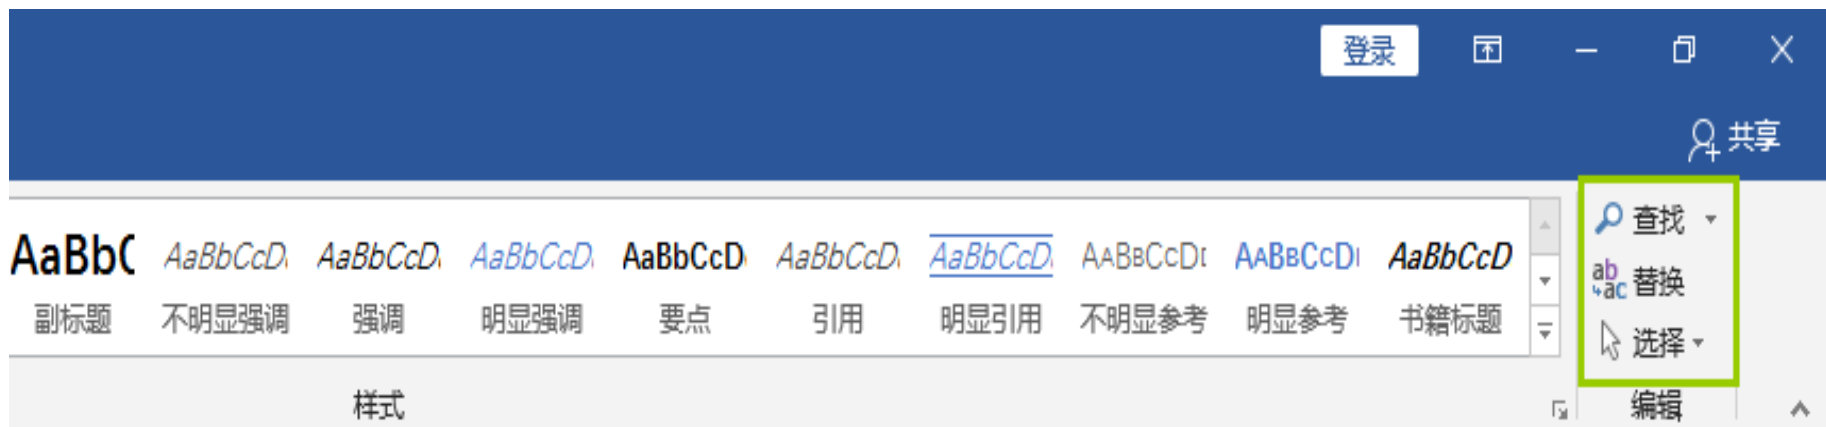 登录
共享
AaBbC AaBbCcD AaBbCcD AaBbCcD AaBbCcD AaBbCcD AaBbCcD AABBCCD AABBCCD AaBbCcD
副标题 不明显强调 强调 明显强调 要点 引用 明显引用 不明显参考 明显参考 书籍标题
样式
查找
ab
ac 替换
选择
编辑